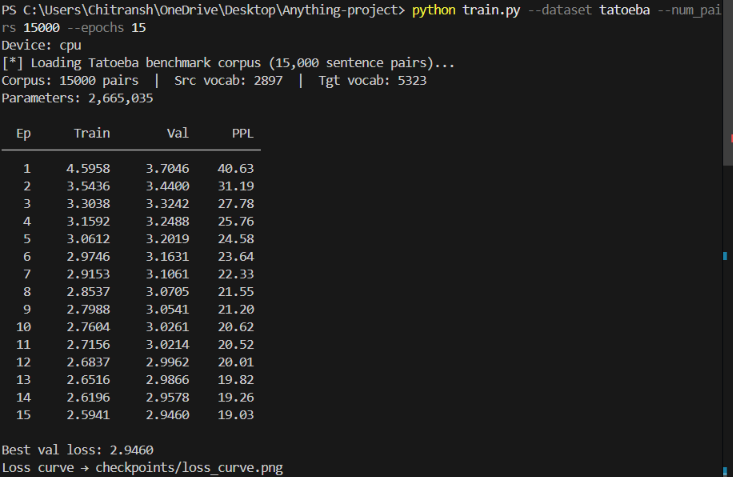 PS C:\Users\Chitransh\OneDrive\Desktop\Anything-project> python train.py --dataset tatoeba --num_pai
rs 15000 --epochs 15
Device: cpu
[*] Loading Tatoeba benchmark corpus (15,000 sentence pairs)...
Corpus: 15000 pairs | Src vocab: 2897 | Tgt vocab: 5323
Parameters: 2,665,035
Ep Train Val PPL
1 4.5958 3.7046 40.63
2 3.5436 3.4400 31.19
3 3.3038 3.3242 27.78
4 3.1592 3.2488 25.76
5 3.0612 3.2019 24.58
6 2.9746 3.1631 23.64
7 2.9153 3.1061 22.33
8 2.8537 3.0705 21.55
9 2.7988 3.0541 21.20
10 2.7604 3.0261 20.62
11 2.7156 3.0214 20.52
12 2.6837 2.9962 20.01
13 2.6516 2.9866 19.82
14 2.6196 2.9578 19.26
15 2.5941 2.9460 19.03
Best val loss: 2.9460
Loss curve → checkpoints/loss_curve.png